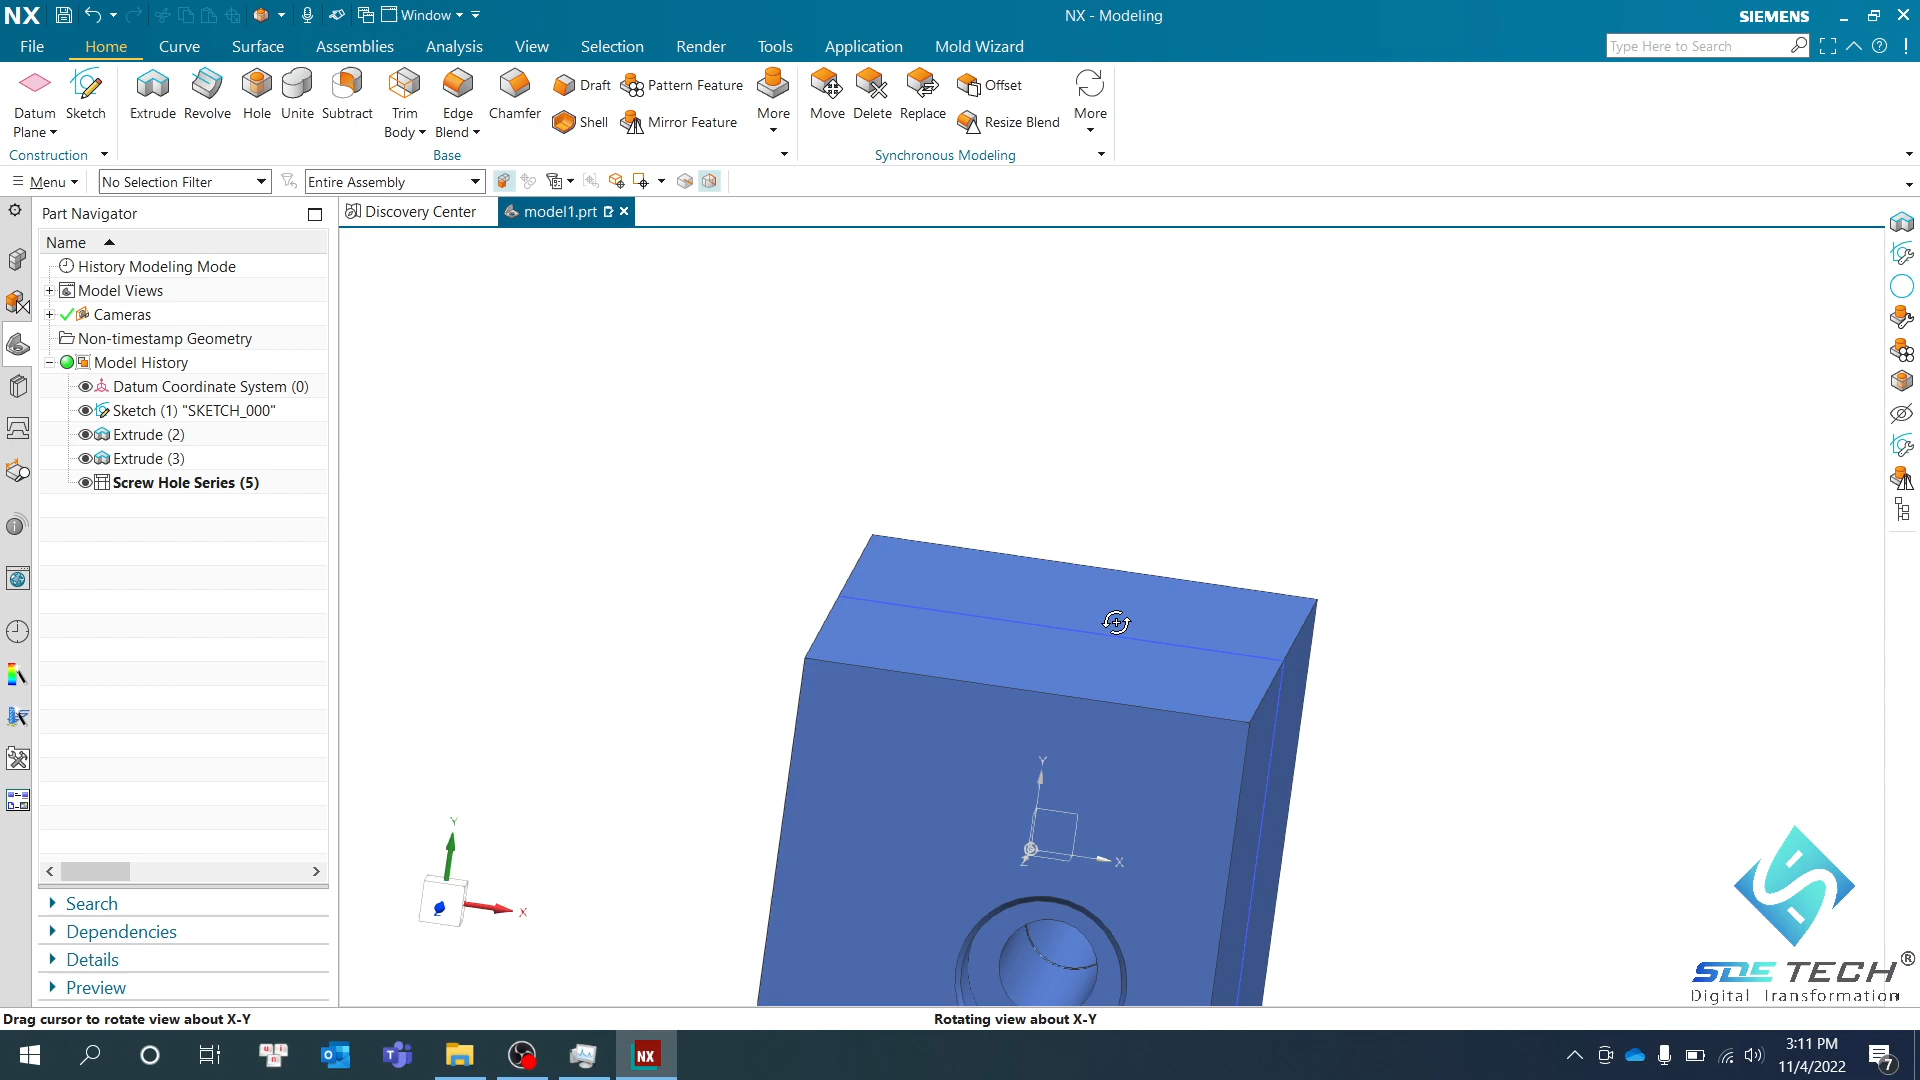 NX
Window
NX - Modeling
SIEMENS
File Home Curve Surface Assemblies Analysis View Selection Render Tools Application Mold Wizard
Type Here to Search
Datum Plane
Sketch
Extrude
Revolve
Hole
Unite
Subtract
Trim Body
Edge Blend
Chamfer
Draft
Shell
Pattern Feature
Mirror Feature
More
Move
Delete
Replace
Offset
Resize Blend
More
Construction
Base
Synchronous Modeling
Menu
No Selection Filter
Entire Assembly
Part Navigator
Discovery Center
model1.prt
Name
History Modeling Mode
Model Views
Cameras
Non-timestamp Geometry
Model History
Datum Coordinate System (0)
Sketch (1) "SKETCH_000"
Extrude (2)
Extrude (3)
Screw Hole Series (5)
Y
X
Z
Y
X
Z
Search
Dependencies
Details
Preview
SDE TECH®
Digital Transformation
Drag cursor to rotate view about X-Y
Rotating view about X-Y
NX
3:11 PM
11/4/2022
7